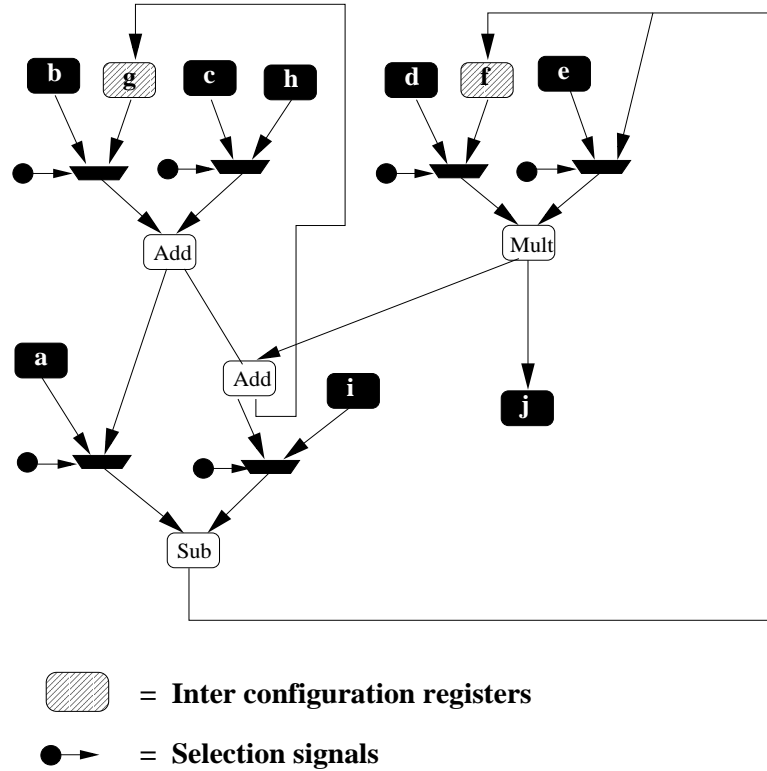 b g c h d f e
Add Mult
a Add i j
Sub
= Inter configuration registers
= Selection signals